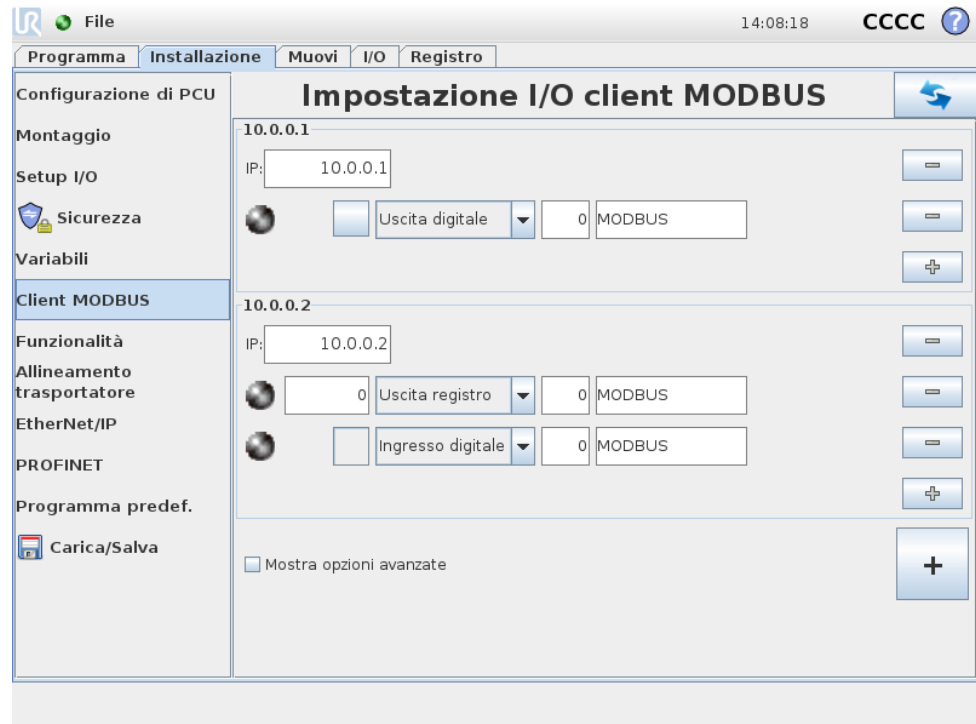 UR File 14:08:18 CCCC ?
Programma Installazione Muovi I/O Registro
Configurazione di PCU
Montaggio
Setup I/O
Sicurezza
Variabili
Client MODBUS
Funzionalità
Allineamento
trasportatore
EtherNet/IP
PROFINET
Programma predef.
Carica/Salva
Impostazione I/O client MODBUS
10.0.0.1
IP: 10.0.0.1
Uscita digitale 0 MODBUS
10.0.0.2
IP: 10.0.0.2
0 Uscita registro 0 MODBUS
Ingresso digitale 0 MODBUS
Mostra opzioni avanzate